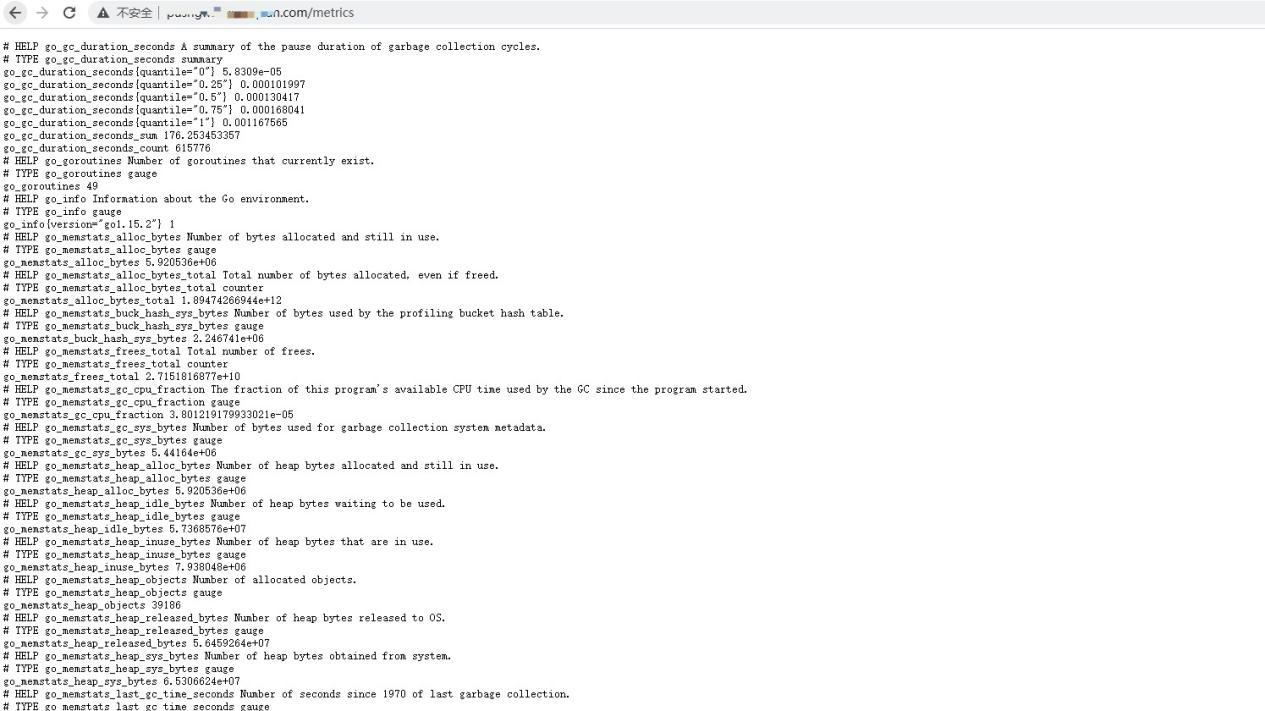 不安全 | .com/metrics
# HELP go_gc_duration_seconds A summary of the pause duration of garbage collection cycles.
# TYPE go_gc_duration_seconds summary
go_gc_duration_seconds{quantile="0"} 5.8309e-05
go_gc_duration_seconds{quantile="0.25"} 0.000101997
go_gc_duration_seconds{quantile="0.5"} 0.000130417
go_gc_duration_seconds{quantile="0.75"} 0.000168041
go_gc_duration_seconds{quantile="1"} 0.001167565
go_gc_duration_seconds_sum 176.253453357
go_gc_duration_seconds_count 615776
# HELP go_goroutines Number of goroutines that currently exist.
# TYPE go_goroutines gauge
go_goroutines 49
# HELP go_info Information about the Go environment.
# TYPE go_info gauge
go_info{version="go1.15.2"} 1
# HELP go_memstats_alloc_bytes Number of bytes allocated and still in use.
# TYPE go_memstats_alloc_bytes gauge
go_memstats_alloc_bytes 5.920536e+06
# HELP go_memstats_alloc_bytes_total Total number of bytes allocated, even if freed.
# TYPE go_memstats_alloc_bytes_total counter
go_memstats_alloc_bytes_total 1.89474266944e+12
# HELP go_memstats_buck_hash_sys_bytes Number of bytes used by the profiling bucket hash table.
# TYPE go_memstats_buck_hash_sys_bytes gauge
go_memstats_buck_hash_sys_bytes 2.246741e+06
# HELP go_memstats_frees_total Total number of frees.
# TYPE go_memstats_frees_total counter
go_memstats_frees_total 2.7151816877e+10
# HELP go_memstats_gc_cpu_fraction The fraction of this program's available CPU time used by the GC since the program started.
# TYPE go_memstats_gc_cpu_fraction gauge
go_memstats_gc_cpu_fraction 3.801219179933021e-05
# HELP go_memstats_gc_sys_bytes Number of bytes used for garbage collection system metadata.
# TYPE go_memstats_gc_sys_bytes gauge
go_memstats_gc_sys_bytes 5.44164e+06
# HELP go_memstats_heap_alloc_bytes Number of heap bytes allocated and still in use.
# TYPE go_memstats_heap_alloc_bytes gauge
go_memstats_heap_alloc_bytes 5.920536e+06
# HELP go_memstats_heap_idle_bytes Number of heap bytes waiting to be used.
# TYPE go_memstats_heap_idle_bytes gauge
go_memstats_heap_idle_bytes 5.7368576e+07
# HELP go_memstats_heap_inuse_bytes Number of heap bytes that are in use.
# TYPE go_memstats_heap_inuse_bytes gauge
go_memstats_heap_inuse_bytes 7.938048e+06
# HELP go_memstats_heap_objects Number of allocated objects.
# TYPE go_memstats_heap_objects gauge
go_memstats_heap_objects 39186
# HELP go_memstats_heap_released_bytes Number of heap bytes released to OS.
# TYPE go_memstats_heap_released_bytes gauge
go_memstats_heap_released_bytes 5.6459264e+07
# HELP go_memstats_heap_sys_bytes Number of heap bytes obtained from system.
# TYPE go_memstats_heap_sys_bytes gauge
go_memstats_heap_sys_bytes 6.5306624e+07
# HELP go_memstats_last_gc_time_seconds Number of seconds since 1970 of last garbage collection.
# TYPE go_memstats_last_gc_time_seconds gauge